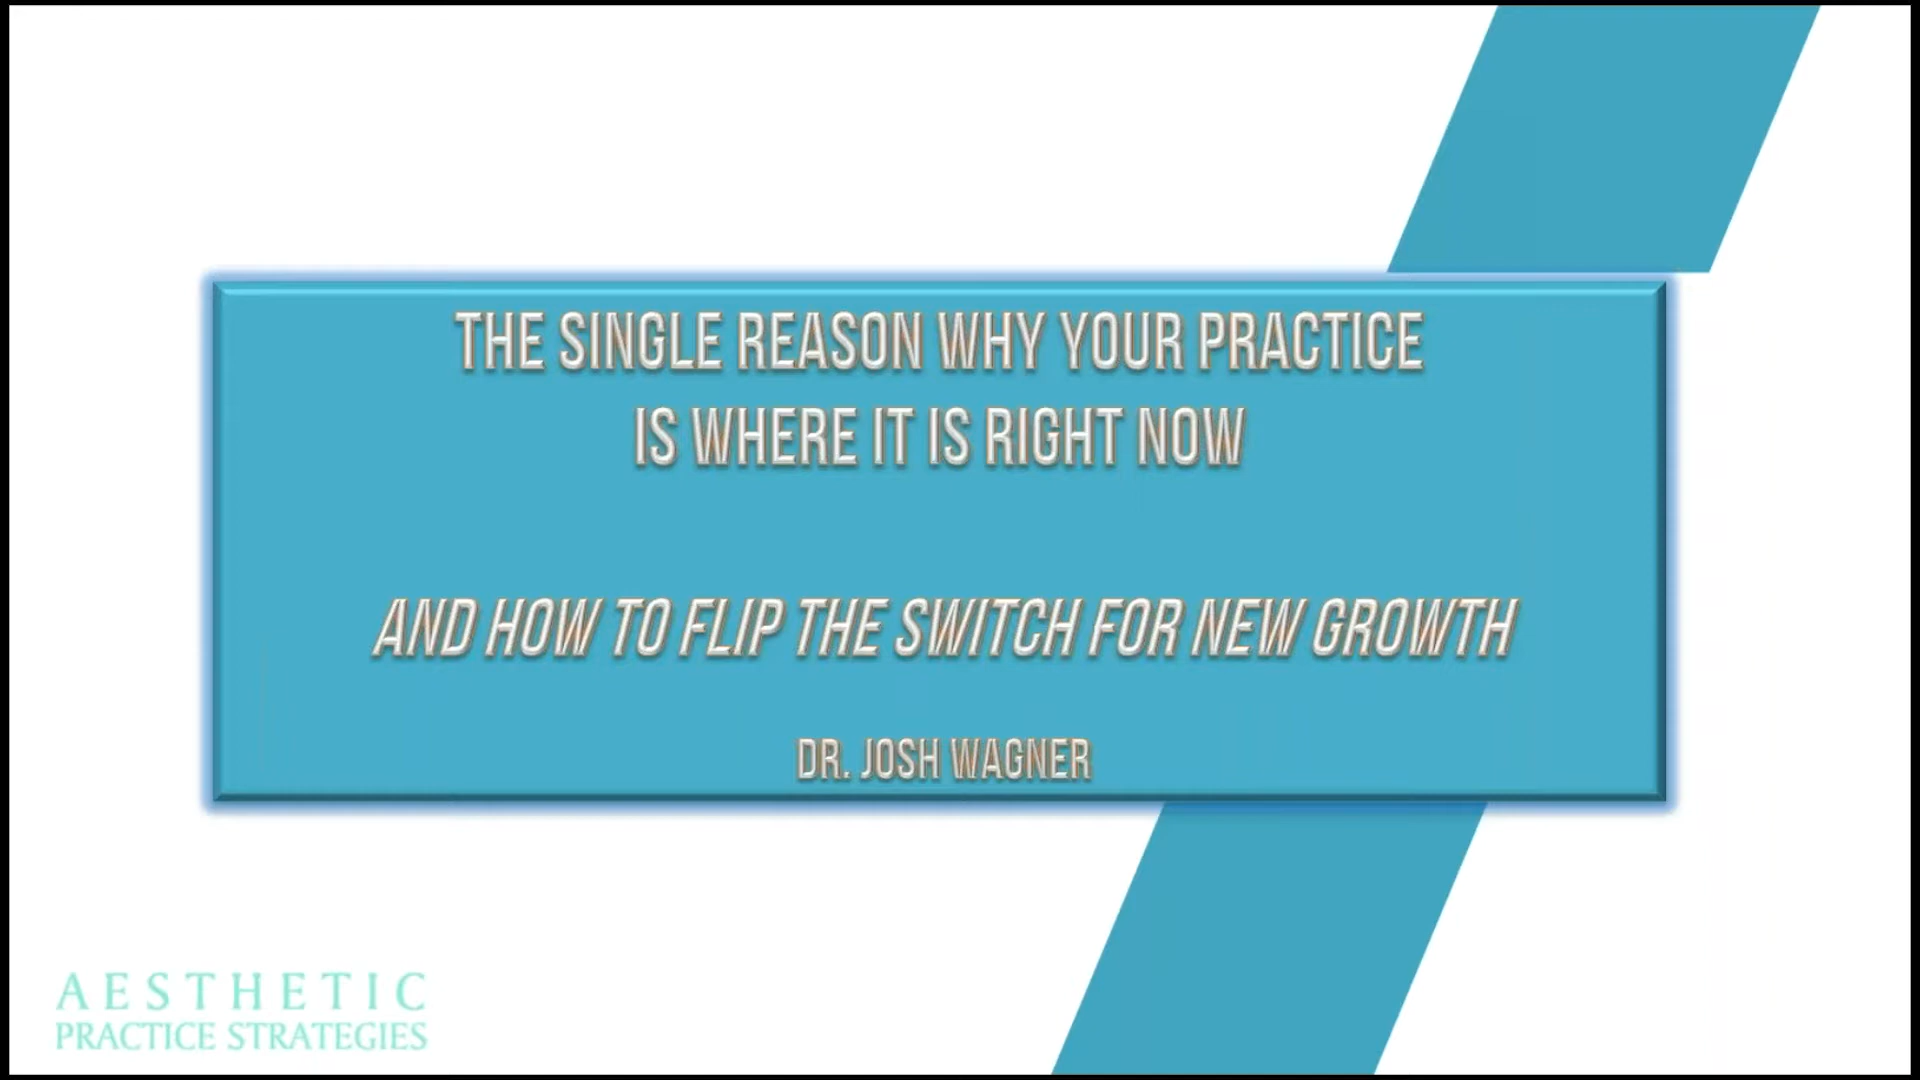 THE SINGLE REASON WHY YOUR PRACTICE
IS WHERE IT IS RIGHT NOW
AND HOW TO FLIP THE SWITCH FOR NEW GROWTH
DR. JOSH WAGNER
AESTHETIC
PRACTICE STRATEGIES